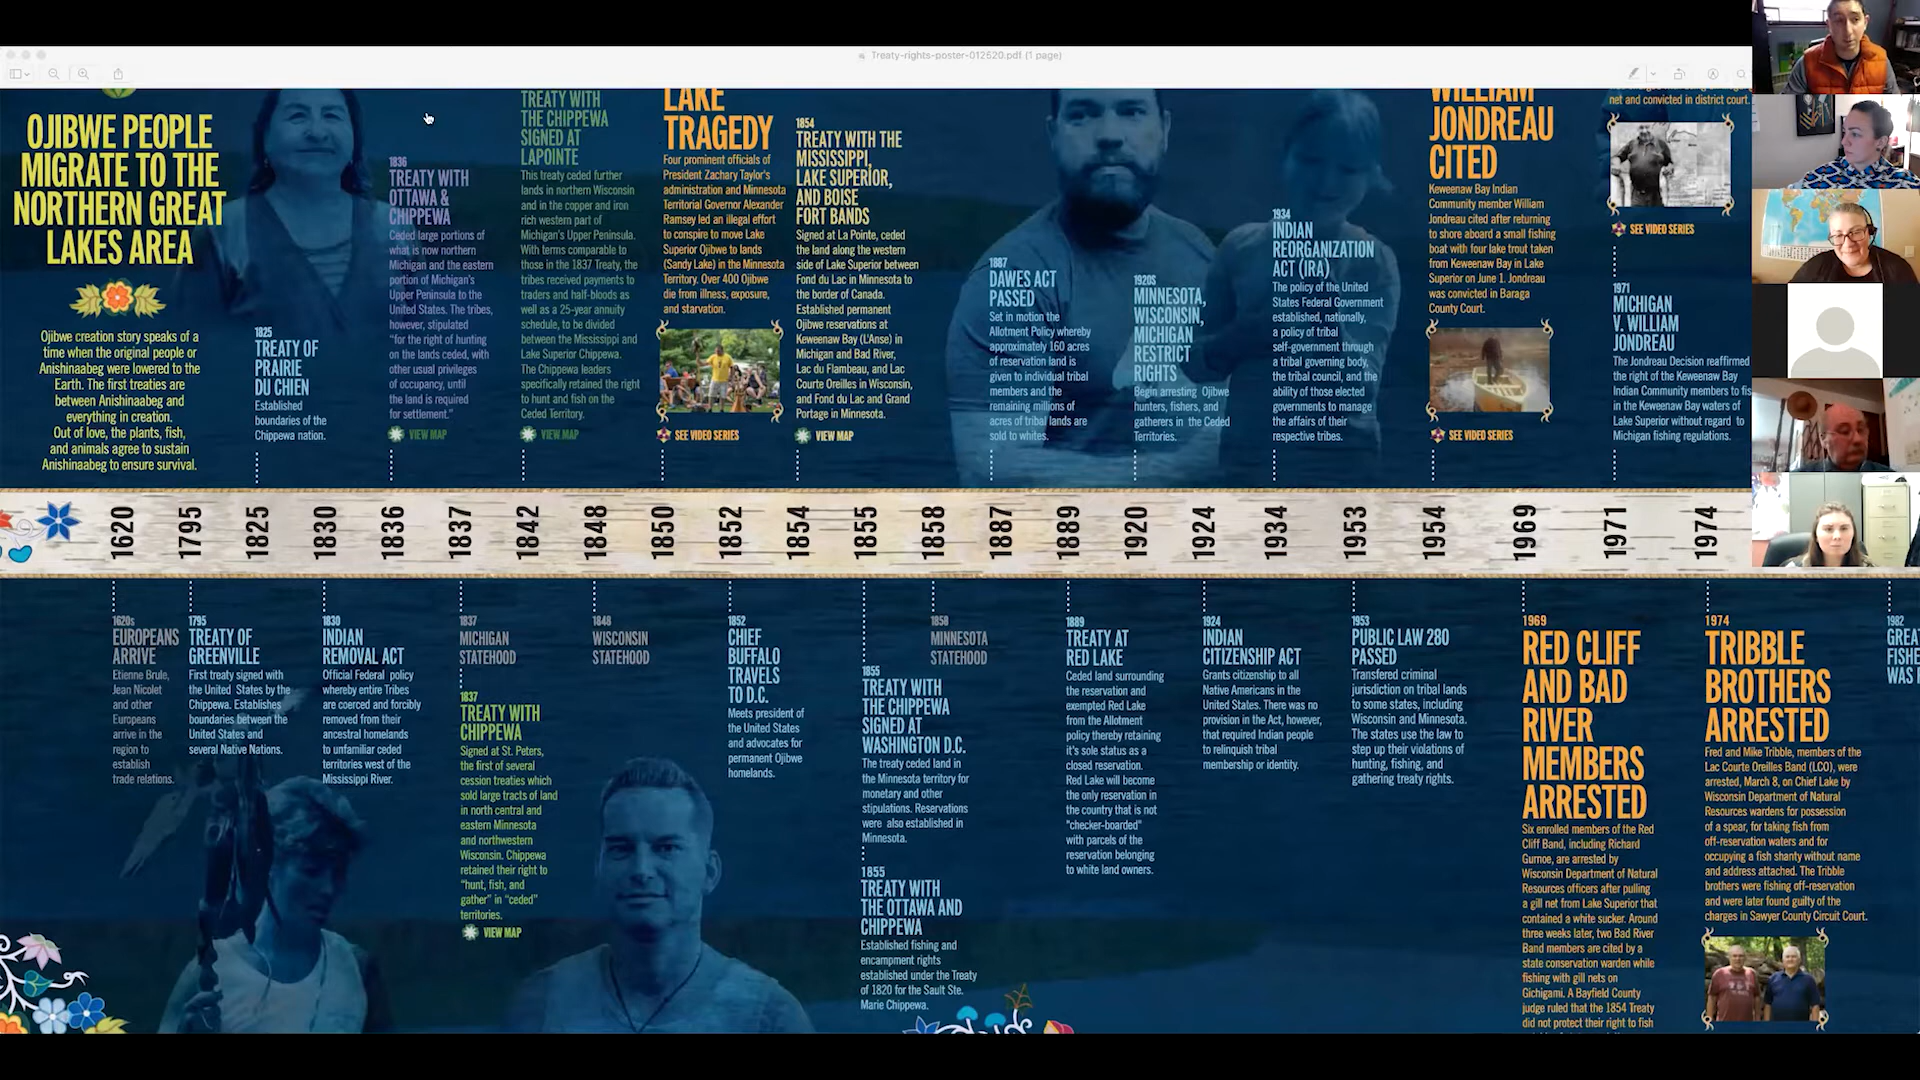 Treaty-rights-poster-012620.pdf (1 page)
OJIBWE PEOPLE
MIGRATE TO THE
NORTHERN GREAT
LAKES AREA
Ojibwe creation story speaks of a
time when the original people or
Anishinaabeg were lowered to the
Earth. The first treaties are
between Anishinaabeg and
everything in creation.
Out of love, the plants, fish,
and animals agree to sustain
Anishinaabeg to ensure survival.
1825
TREATY OF
PRAIRIE
DU CHIEN
Established
boundaries of the
Chippewa nation.
1836
TREATY WITH
OTTAWA &
CHIPPEWA
Ceded large portions of
what is now northern
Michigan and the eastern
portion of Michigan's
Upper Peninsula to the
United States. The tribes,
however, stipulated
"for the right of hunting
on the lands ceded, with
other usual privileges
of occupancy, until
the land is required
for settlement."
VIEW MAP
TREATY WITH
THE CHIPPEWA
SIGNED AT
LAPOINTE
This treaty ceded further
lands in northern Wisconsin
and in the copper and iron
rich western part of
Michigan's Upper Peninsula.
With terms comparable to
those in the 1837 Treaty, the
tribes received payments to
traders and half-bloods as
well as a 25-year annuity
schedule, to be divided
between the Mississippi and
Lake Superior Chippewa.
The Chippewa leaders
specifically retained the right
to hunt and fish on the
Ceded Territory.
VIEW MAP
LAKE
TRAGEDY
Four prominent officials of
President Zachary Taylor's
administration and Minnesota
Territorial Governor Alexander
Ramsey led an illegal effort
to conspire to move Lake
Superior Ojibwe to lands
(Sandy Lake) in the Minnesota
Territory. Over 400 Ojibwe
die from illness, exposure,
and starvation.
SEE VIDEO SERIES
1854
TREATY WITH THE
MISSISSIPPI,
LAKE SUPERIOR,
AND BOISE
FORT BANDS
Signed at La Pointe, ceded
the land along the western
side of Lake Superior between
Fond du Lac in Minnesota to
the border of Canada.
Established permanent
Ojibwe reservations at
Keweenaw Bay (L'Anse) in
Michigan and Bad River,
Lac du Flambeau, and Lac
Courte Oreilles in Wisconsin,
and Fond du Lac and Grand
Portage in Minnesota.
VIEW MAP
1887
DAWES ACT
PASSED
Set in motion the
Allotment Policy whereby
approximately 160 acres
of reservation land is
given to individual tribal
members and the
remaining millions of
acres of tribal lands are
sold to whites.
1920S
MINNESOTA,
WISCONSIN,
MICHIGAN
RESTRICT
RIGHTS
Begin arresting Ojibwe
hunters, fishers, and
gatherers in the Ceded
Territories.
1934
INDIAN
REORGANIZATION
ACT (IRA)
The policy of the United
States Federal Government
established, nationally,
a policy of tribal
self-government through
a tribal governing body,
the tribal council, and the
ability of those elected
governments to manage
the affairs of their
respective tribes.
WILLIAM
JONDREAU
CITED
Keweenaw Bay Indian
Community member William
Jondreau cited after returning
to shore aboard a small fishing
boat with four lake trout taken
from Keweenaw Bay in Lake
Superior on June 1. Jondreau
was convicted in Baraga
County Court.
SEE VIDEO SERIES
net and convicted in district court.
SEE VIDEO SERIES
1971
MICHIGAN
V. WILLIAM
JONDREAU
The Jondreau Decision reaffirmed
the right of the Keweenaw Bay
Indian Community members to fis
in the Keweenaw Bay waters of
Lake Superior without regard to
Michigan fishing regulations.
1620 1795 1825 1830 1836 1837 1842 1848 1850 1852 1854 1855 1858 1887 1889 1920 1924 1934 1953 1954 1969 1971 1974
1620s
EUROPEANS
ARRIVE
Etienne Brule,
Jean Nicolet
and other
Europeans
arrive in the
region to
establish
trade relations.
1795
TREATY OF
GREENVILLE
First treaty signed with
the United States by the
Chippewa. Establishes
boundaries between the
United States and
several Native Nations.
1830
INDIAN
REMOVAL ACT
Official Federal policy
whereby entire Tribes
are coerced and forcibly
removed from their
ancestral homelands
to unfamiliar ceded
territories west of the
Mississippi River.
1837
MICHIGAN
STATEHOOD
1837
TREATY WITH
CHIPPEWA
Signed at St. Peters,
the first of several
cession treaties which
sold large tracts of land
in north central and
eastern Minnesota
and northwestern
Wisconsin. Chippewa
retained their right to
"hunt, fish, and
gather" in "ceded"
territories.
VIEW MAP
1848
WISCONSIN
STATEHOOD
1852
CHIEF
BUFFALO
TRAVELS
TO D.C.
Meets president of
the United States
and advocates for
permanent Ojibwe
homelands.
1855
TREATY WITH
THE CHIPPEWA
SIGNED AT
WASHINGTON D.C.
The treaty ceded land in
the Minnesota territory for
monetary and other
stipulations. Reservations
were also established in
Minnesota.
1855
TREATY WITH
THE OTTAWA AND
CHIPPEWA
Established fishing and
encampment rights
established under the Treaty
of 1820 for the Sault Ste.
Marie Chippewa.
1858
MINNESOTA
STATEHOOD
1889
TREATY AT
RED LAKE
Ceded land surrounding
the reservation and
exempted Red Lake
from the Allotment
policy thereby retaining
it's sole status as a
closed reservation.
Red Lake will become
the only reservation in
the country that is not
"checker-boarded"
with parcels of the
reservation belonging
to white land owners.
1924
INDIAN
CITIZENSHIP ACT
Grants citizenship to all
Native Americans in the
United States. There was no
provision in the Act, however,
that required Indian people
to relinquish tribal
membership or identity.
1953
PUBLIC LAW 280
PASSED
Transfered criminal
jurisdiction on tribal lands
to some states, including
Wisconsin and Minnesota.
The states use the law to
step up their violations of
hunting, fishing, and
gathering treaty rights.
1969
RED CLIFF
AND BAD
RIVER
MEMBERS
ARRESTED
Six enrolled members of the Red
Cliff Band, including Richard
Gurnoe, are arrested by
Wisconsin Department of Natural
Resources officers after pulling
a gill net from Lake Superior that
contained a white sucker. Around
three weeks later, two Bad River
Band members are cited by a
state conservation warden while
fishing with gill nets on
Gichigami. A Bayfield County
judge ruled that the 1854 Treaty
did not protect their right to fish
1974
TRIBBLE
BROTHERS
ARRESTED
Fred and Mike Tribble, members of the
Lac Courte Oreilles Band (LCO), were
arrested, March 8, on Chief Lake by
Wisconsin Department of Natural
Resources wardens for possession
of a spear, for taking fish from
off-reservation waters and for
occupying a fish shanty without name
and address attached. The Tribble
brothers were fishing off-reservation
and were later found guilty of the
charges in Sawyer County Circuit Court.
1982
GREA
FISHE
WAS